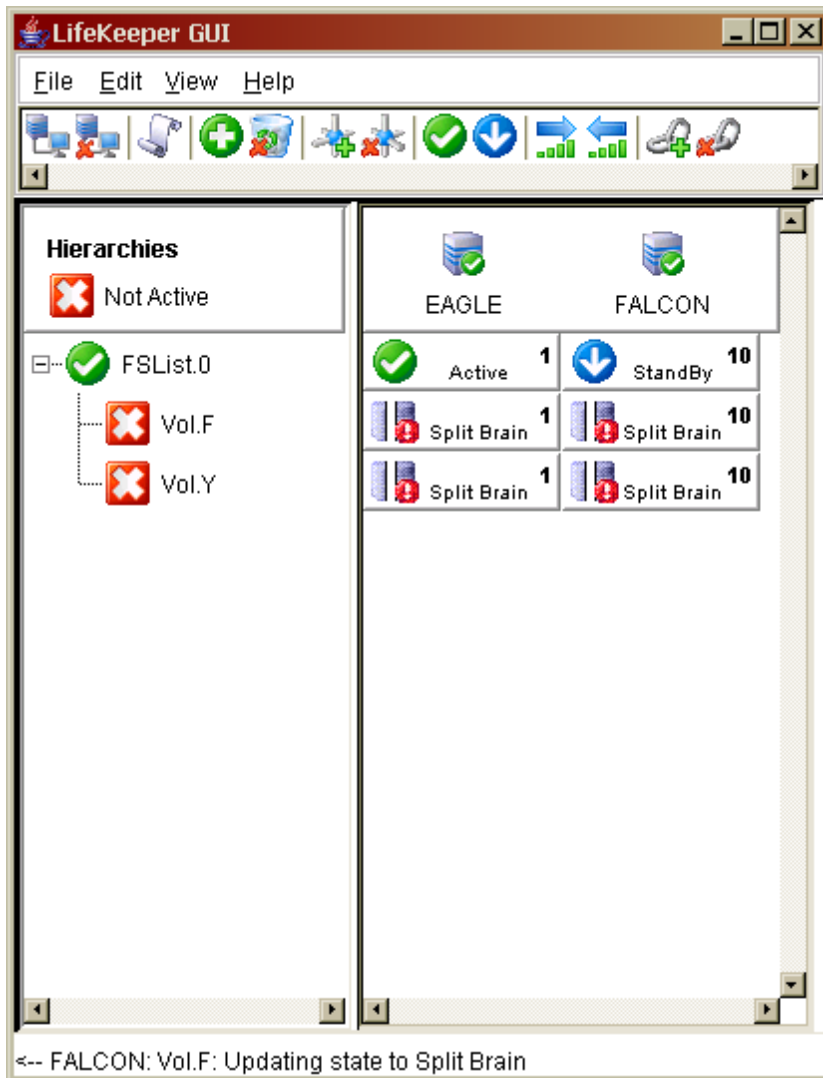 LifeKeeper GUI
File Edit View Help
Hierarchies
Not Active
EAGLE FALCON
FSList.0
Active 1 StandBy 10
Vol.F
Split Brain 1 Split Brain 10
Vol.Y
Split Brain 1 Split Brain 10
<-- FALCON: Vol.F: Updating state to Split Brain